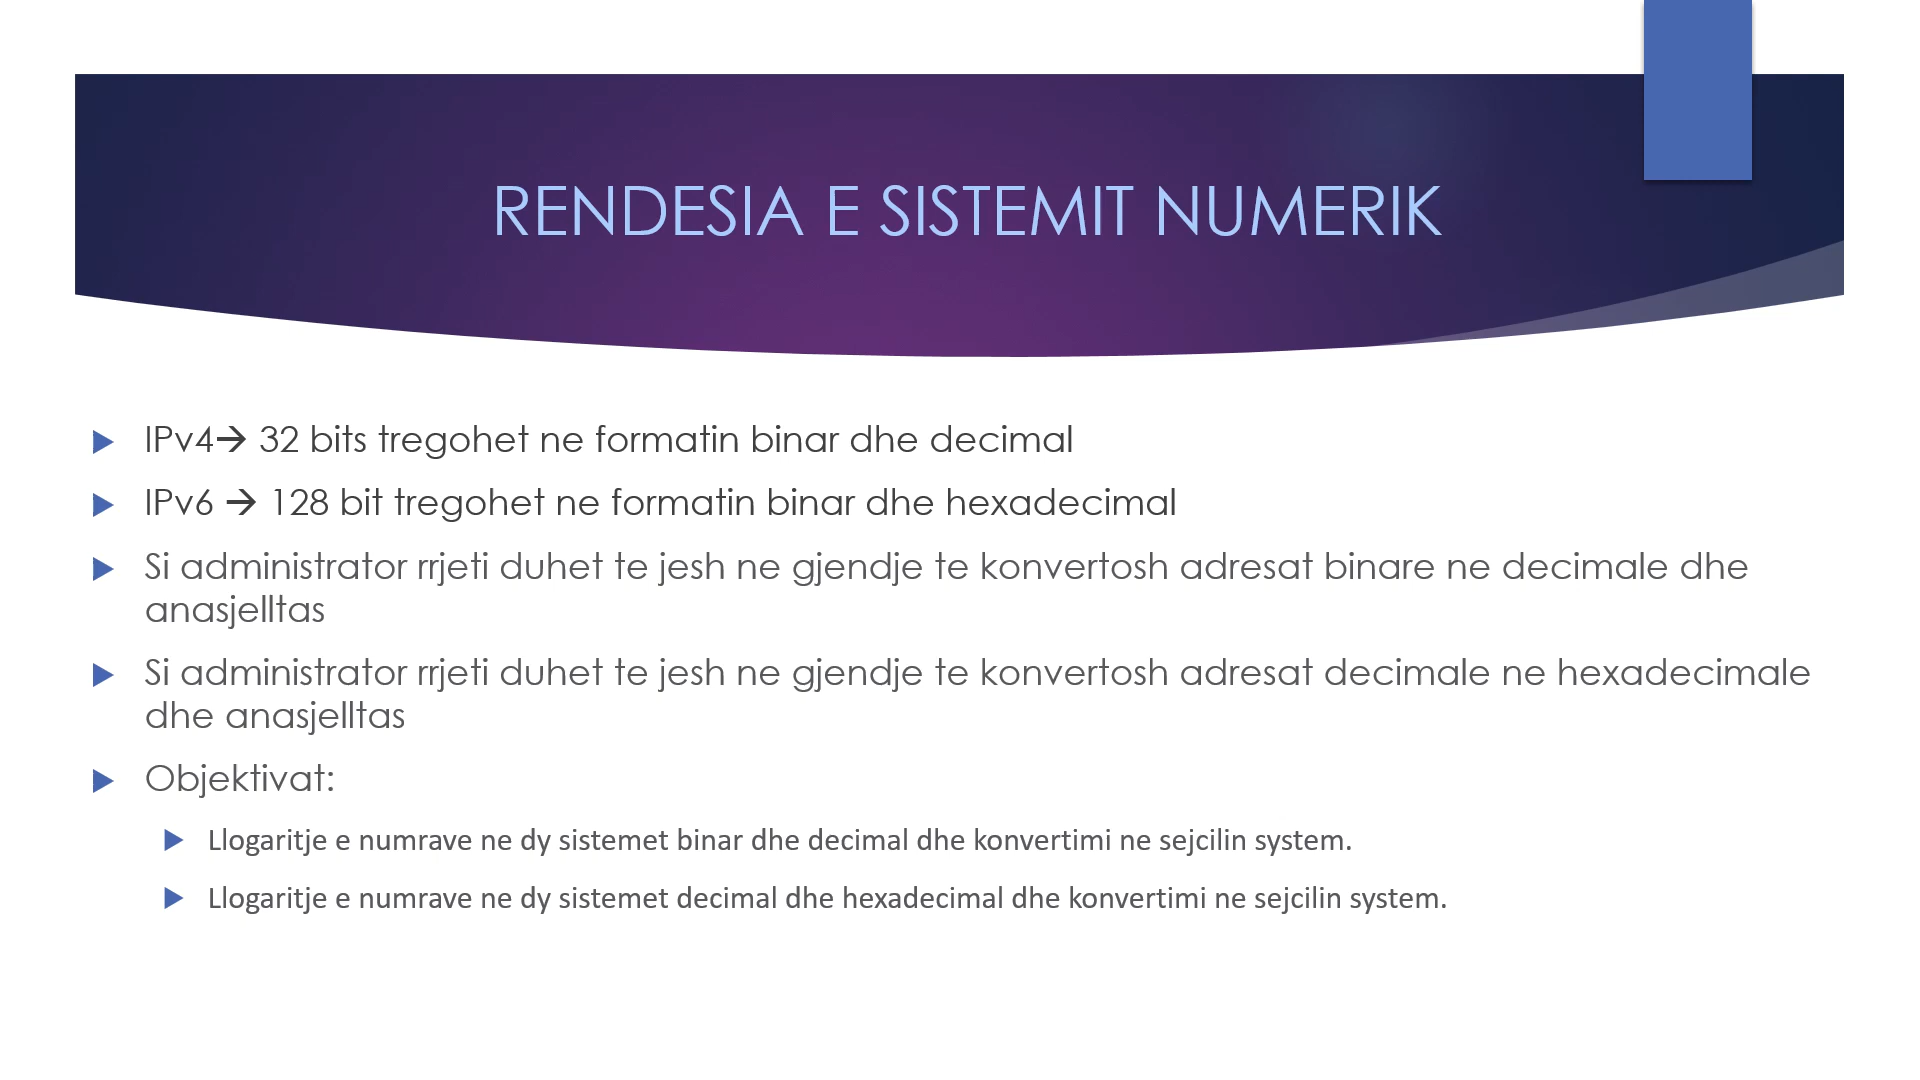 RENDESIA E SISTEMIT NUMERIK
IPv4→ 32 bits tregohet ne formatin binar dhe decimal
IPv6 → 128 bit tregohet ne formatin binar dhe hexadecimal
Si administrator rrjeti duhet te jesh ne gjendje te konvertosh adresat binare ne decimale dhe
anasjelltas
Si administrator rrjeti duhet te jesh ne gjendje te konvertosh adresat decimale ne hexadecimale
dhe anasjelltas
Objektivat:
Llogaritje e numrave ne dy sistemet binar dhe decimal dhe konvertimi ne sejcilin system.
Llogaritje e numrave ne dy sistemet decimal dhe hexadecimal dhe konvertimi ne sejcilin system.